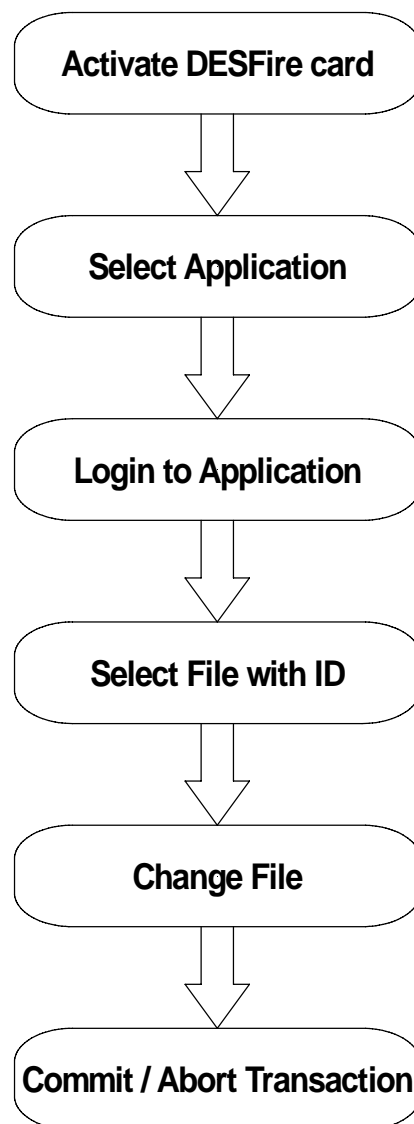 Activate DESFire card
Select Application
Login to Application
Select File with ID
Change File
Commit / Abort Transaction